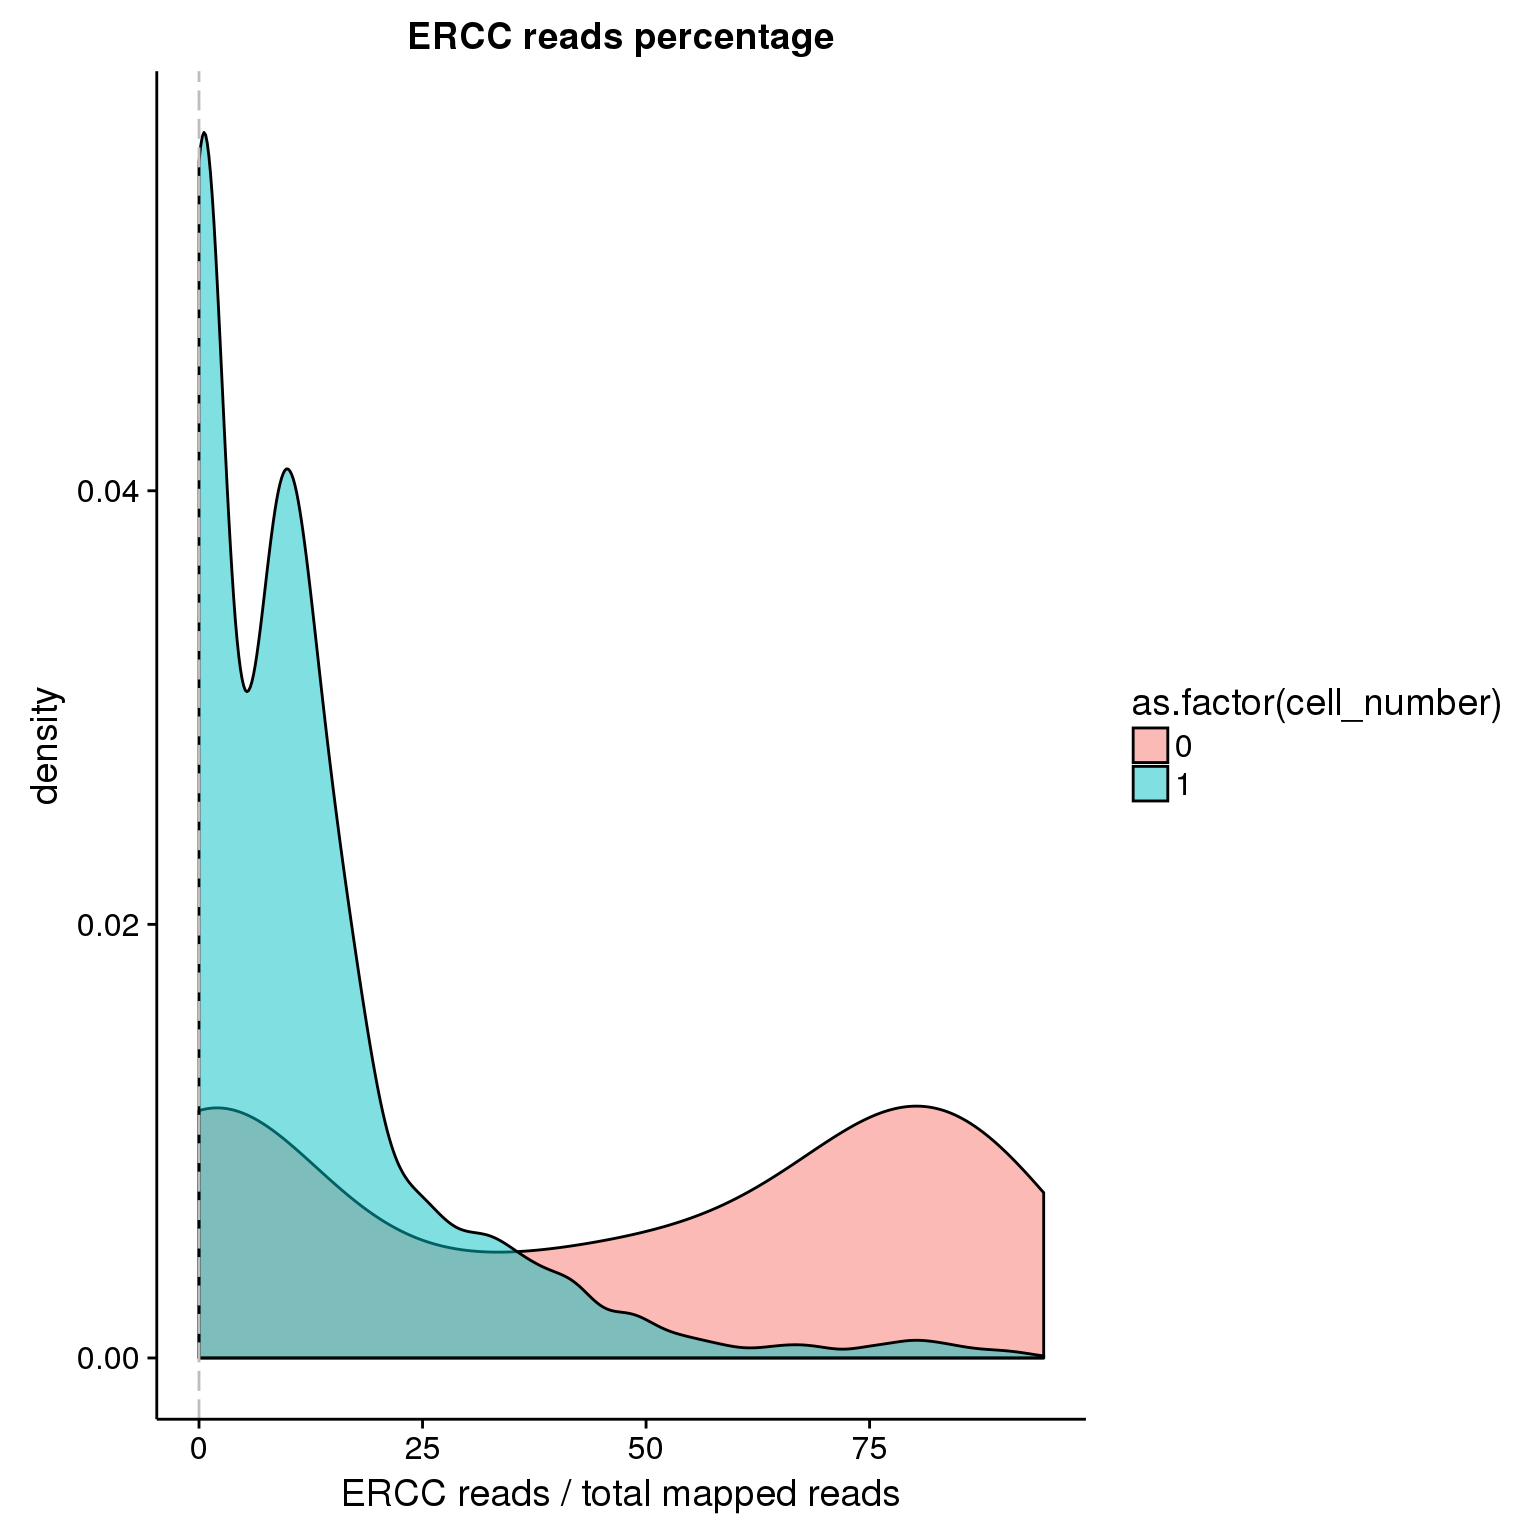 ERCC reads percentage
density
0.04
0.02
0.00
0
25
50
75
ERCC reads / total mapped reads
as.factor(cell_number)
0
1